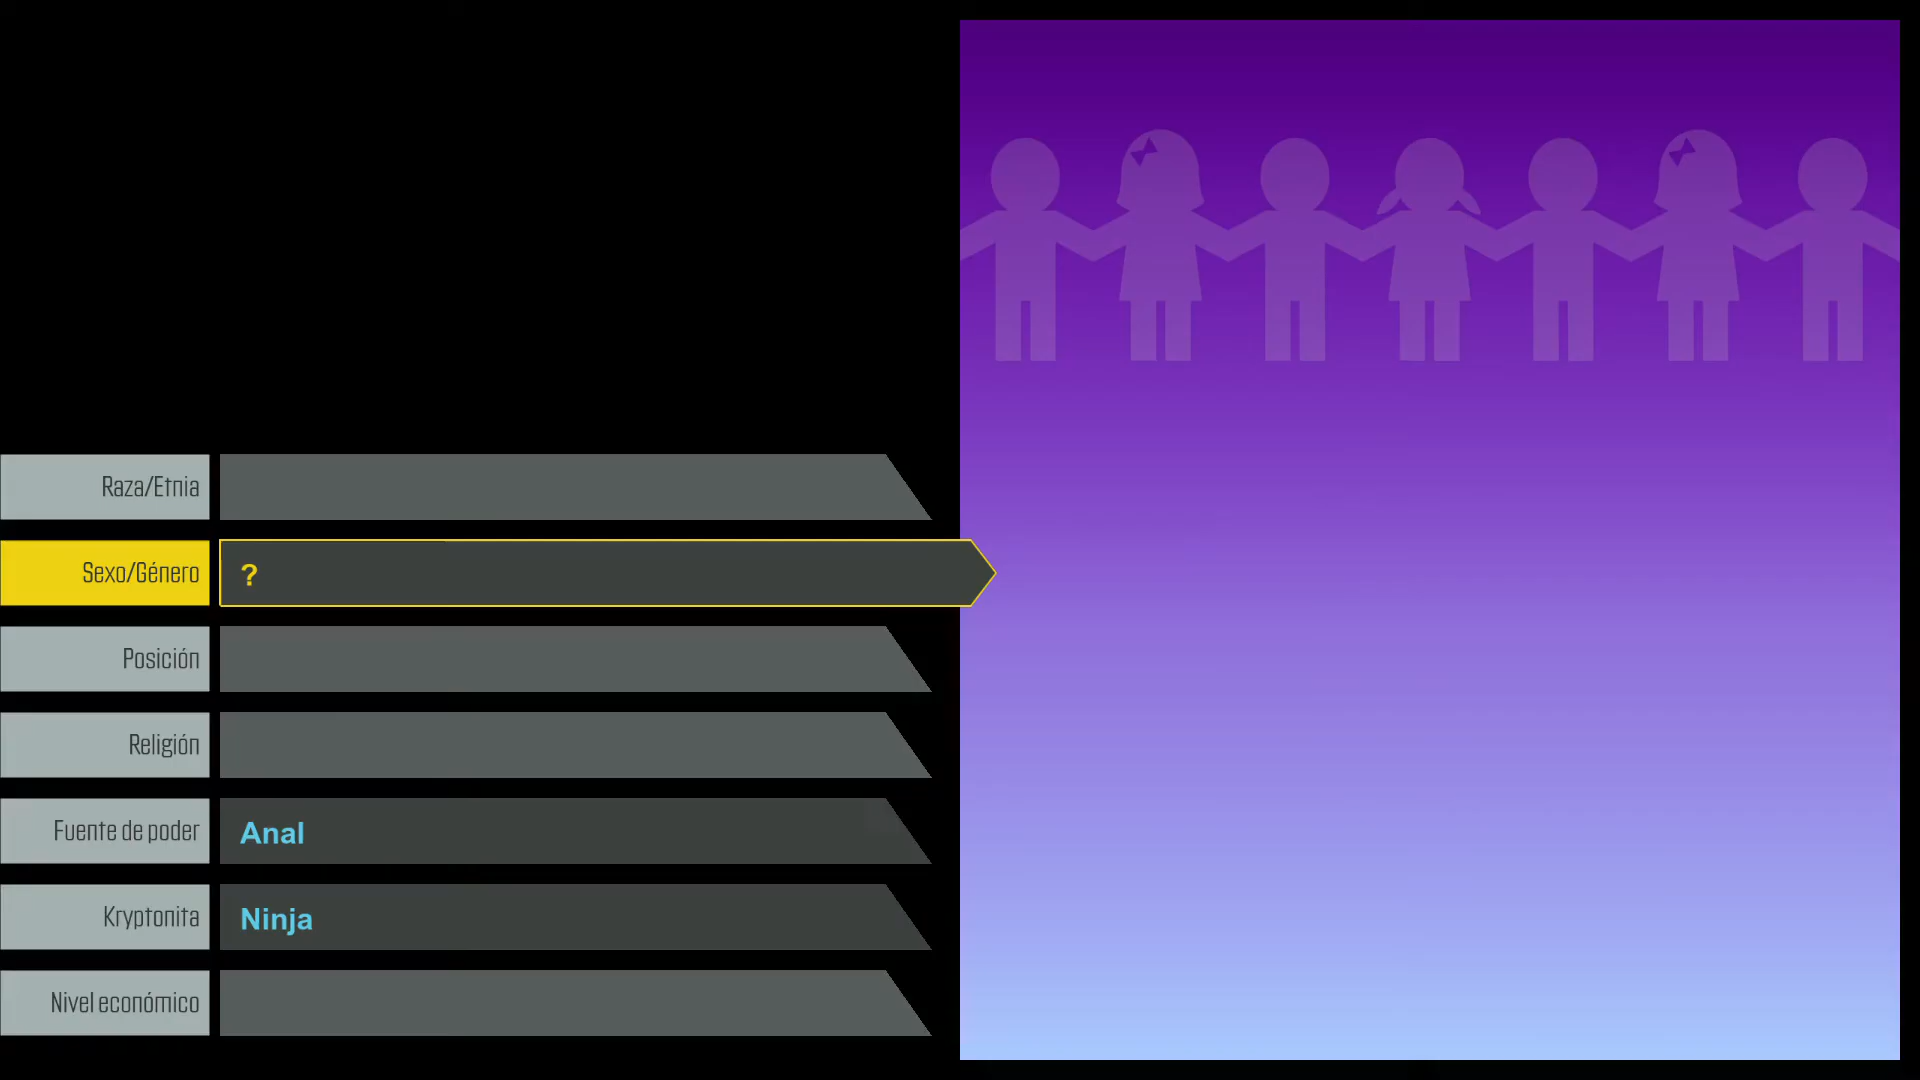 Raza/Etnia
Sexo/Género ?
Posición
Religión
Fuente de poder Anal
Kryptonita Ninja
Nivel económico